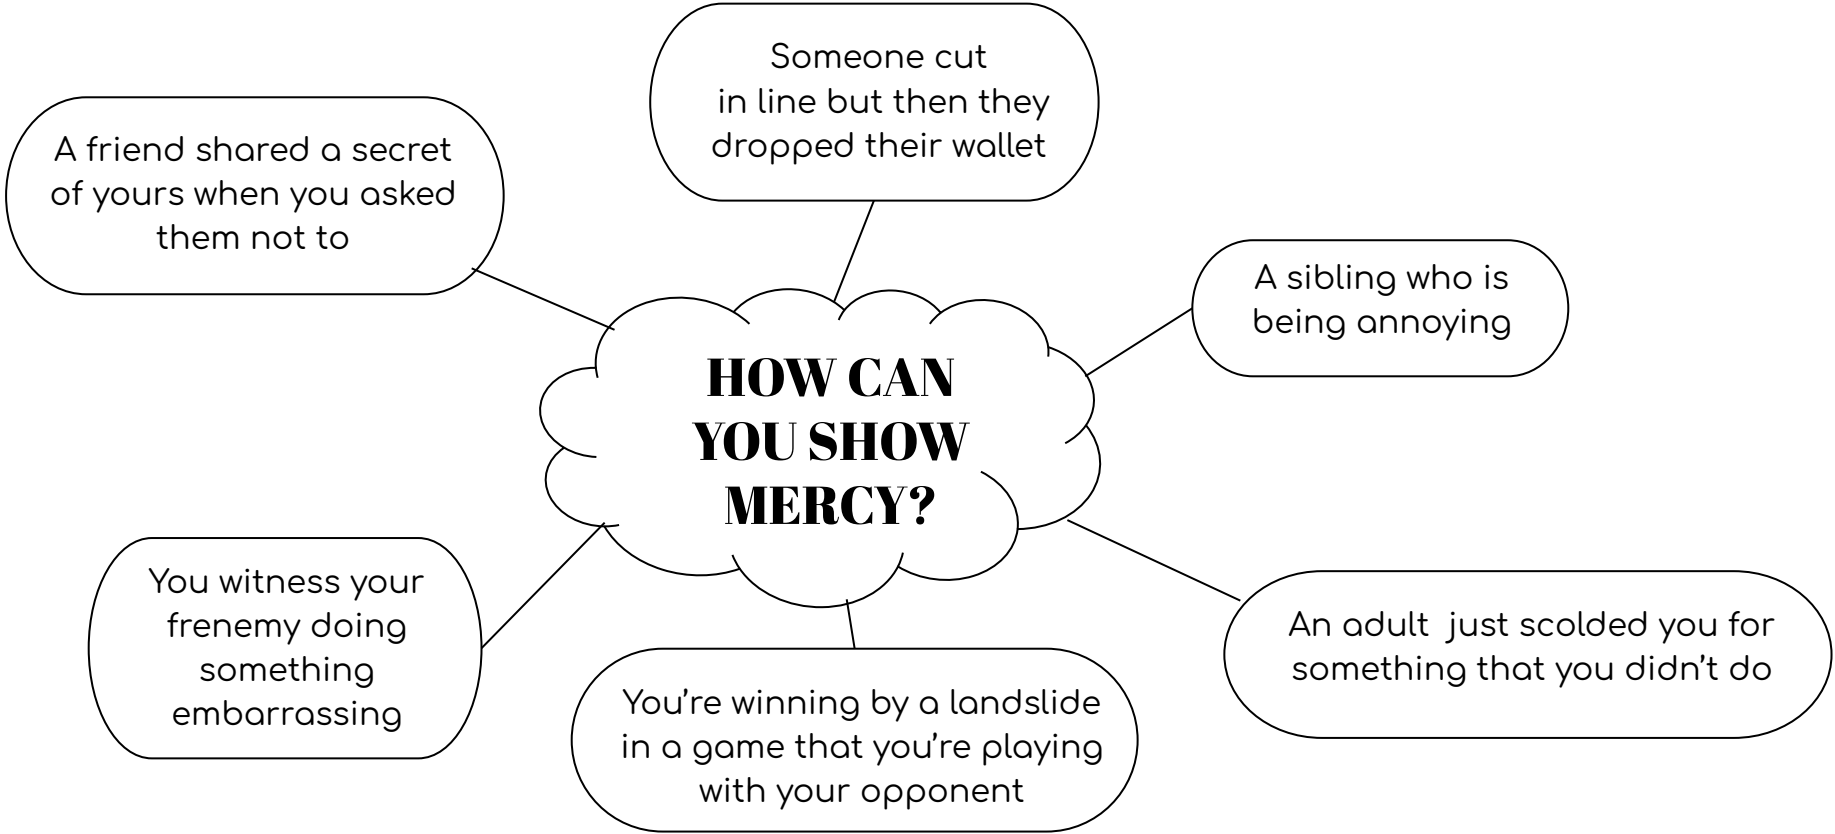 Someone cut
in line but then they
dropped their wallet
A friend shared a secret
of yours when you asked
them not to
A sibling who is
being annoying
HOW CAN
YOU SHOW
MERCY?
You witness your
frenemy doing
something
embarrassing
An adult  just scolded you for
something that you didn’t do
You’re winning by a landslide
in a game that you’re playing
with your opponent